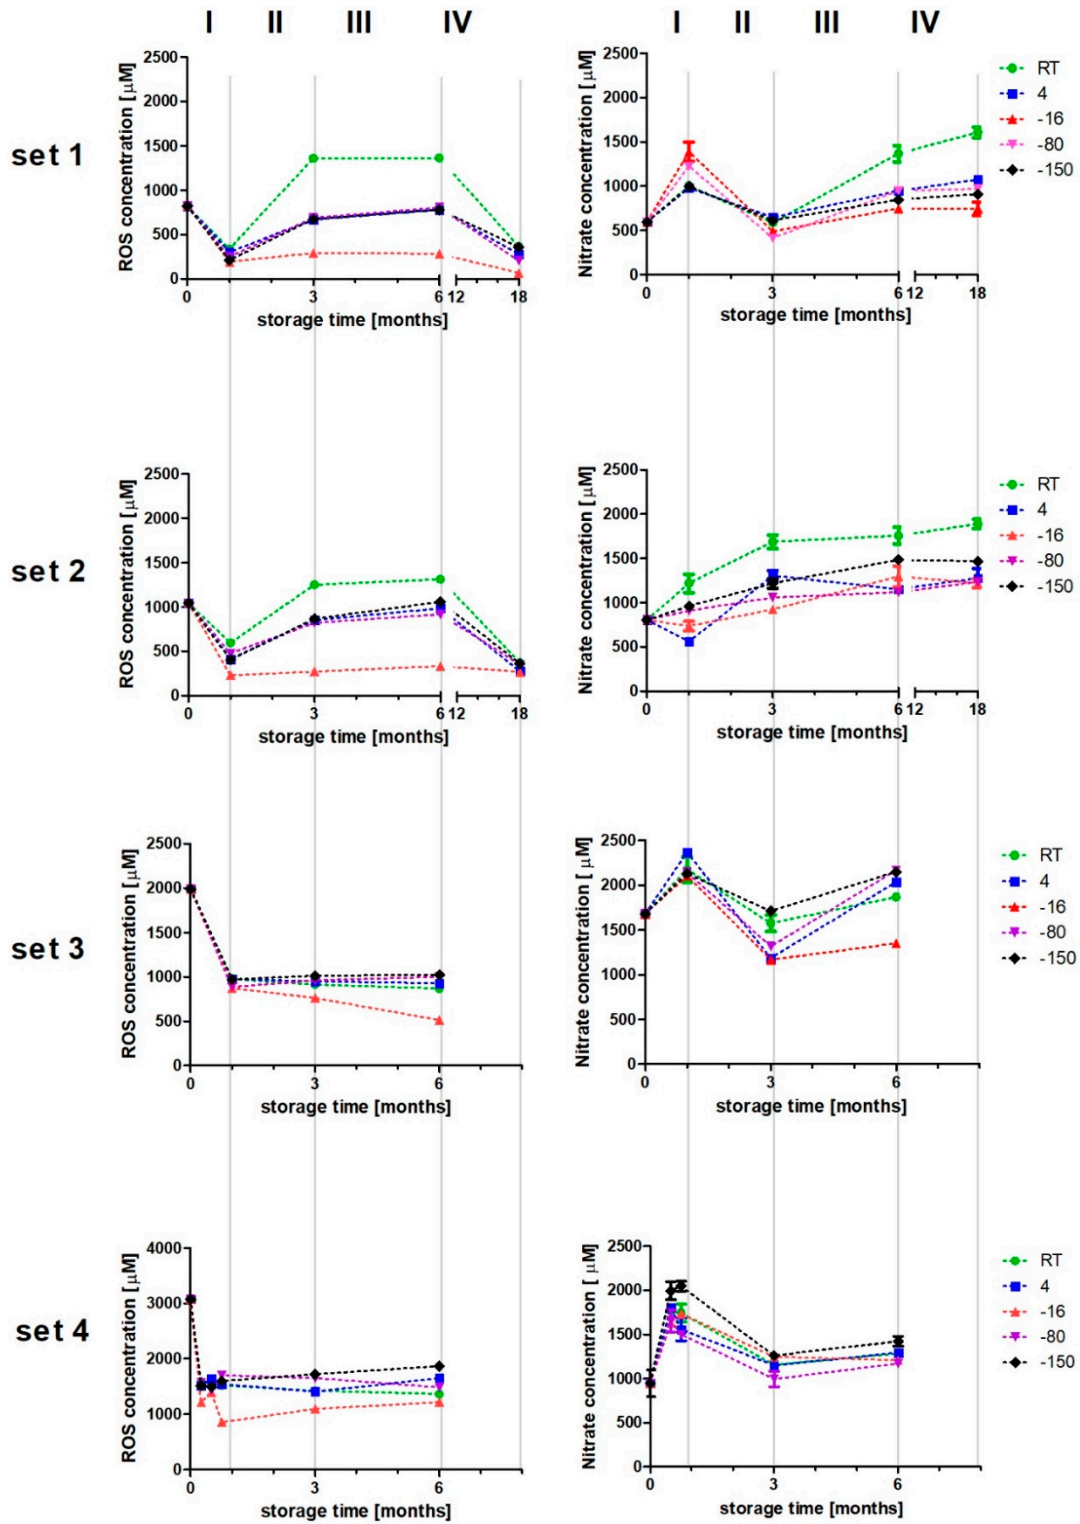 I II III IV I II III IV
set 1
ROS concentration [µM]
2500
2000
1500
1000
500
0
0 3 6 12 18
storage time [months]
Nitrate concentration [µM]
2500
2000
1500
1000
500
0
0 3 6 12 18
storage time [months]
RT
4
-16
-80
-150
set 2
ROS concentration [µM]
2500
2000
1500
1000
500
0
0 3 6 12 18
storage time [months]
Nitrate concentration [µM]
2500
2000
1500
1000
500
0
0 3 6 12 18
storage time [months]
RT
4
-16
-80
-150
set 3
ROS concentration [µM]
2500
2000
1500
1000
500
0
0 3 6
storage time [months]
Nitrate concentration [ µM]
2500
2000
1500
1000
500
0
0 3 6
storage time [months]
RT
4
-16
-80
-150
set 4
ROS concentration [µM]
4000
3000
2000
1000
0
0 3 6
storage time [months]
Nitrate concentration [ µM]
2500
2000
1500
1000
500
0
0 3 6
storage time [months]
RT
4
-16
-80
-150